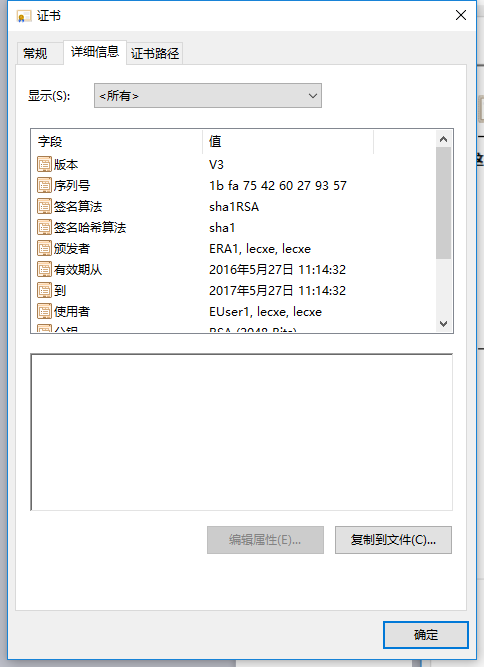 证书
常规 详细信息 证书路径
显示(S): <所有>
字段 值
版本 V3
序列号 1b fa 75 42 60 27 93 57
签名算法 sha1RSA
签名哈希算法 sha1
颁发者 ERA1, lecxe, lecxe
有效期从 2016年5月27日 11:14:32
到 2017年5月27日 11:14:32
使用者 EUser1, lecxe, lecxe
公钥 RSA (2048 Bits)
编辑属性(E)... 复制到文件(C)...
确定